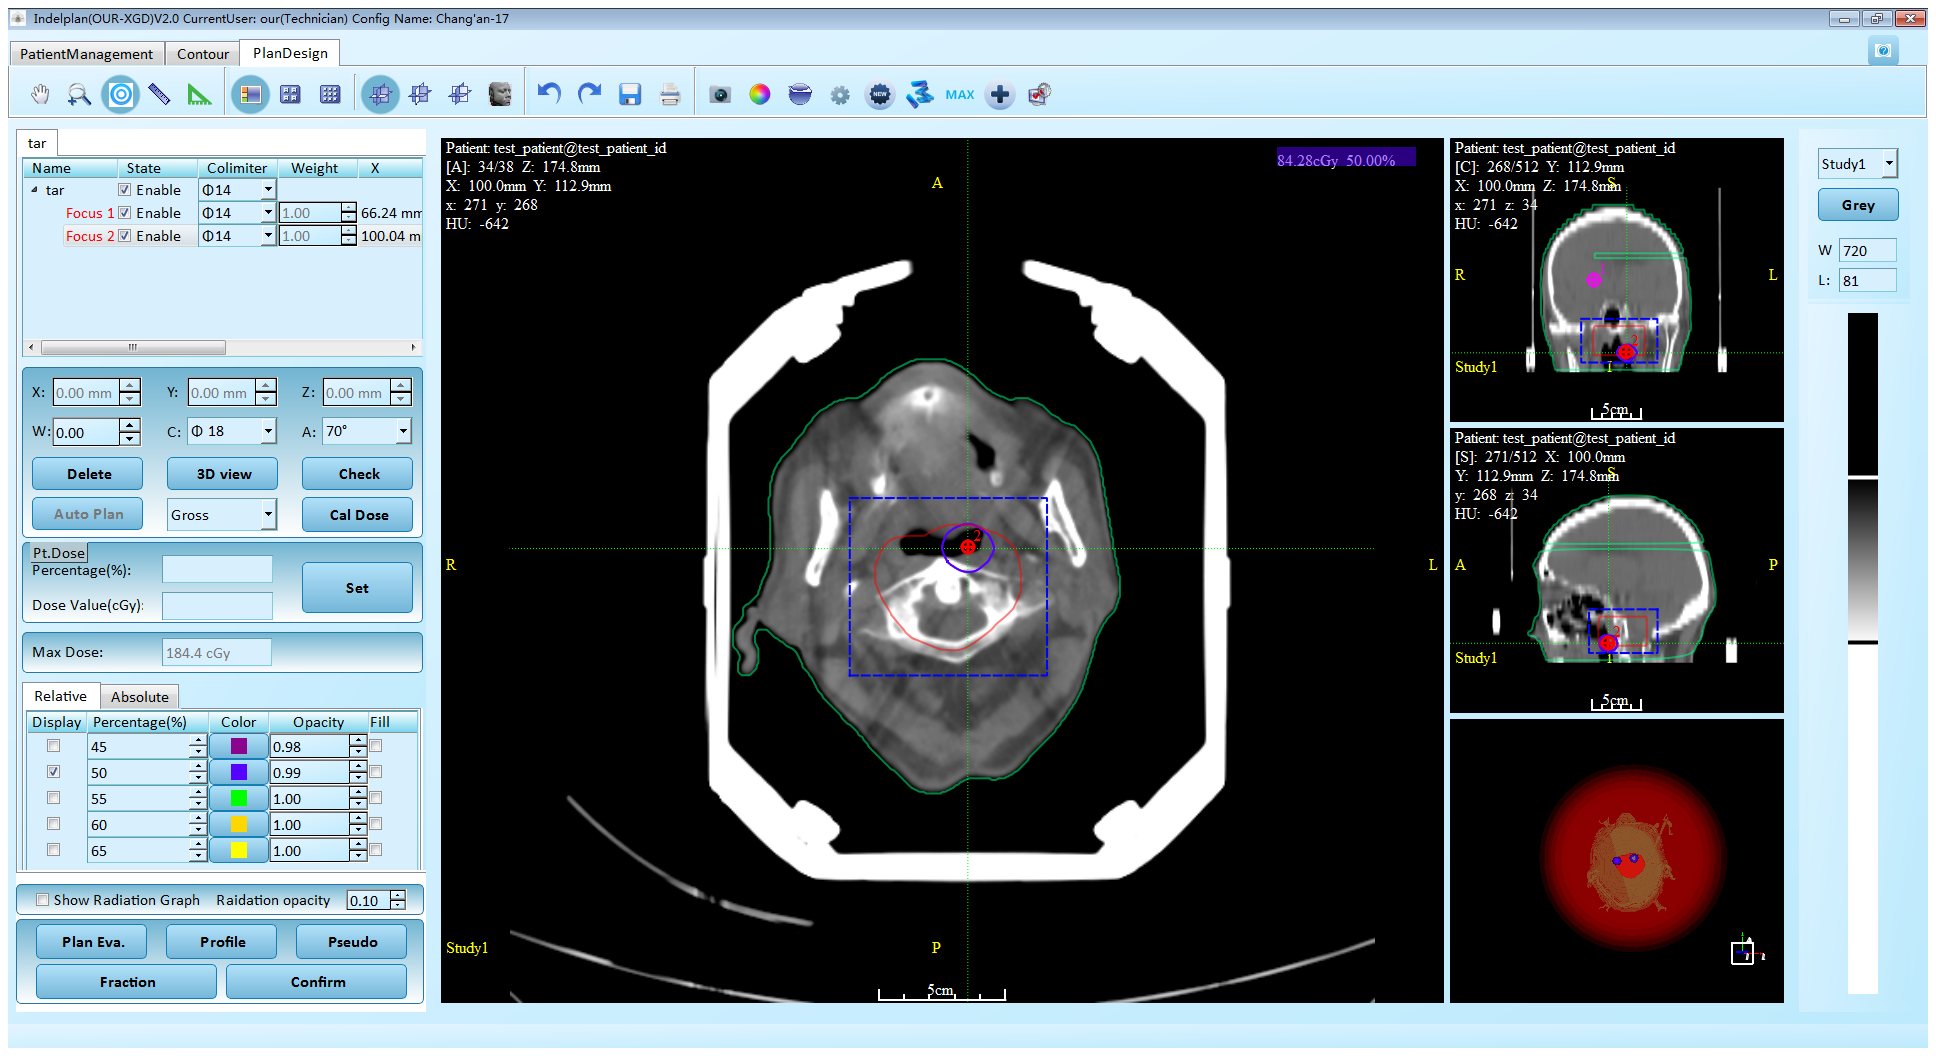 Indelplan(OUR-XGD)V2.0 CurrentUser: our(Technician) Config Name: Chang'an-17
PatientManagement
Contour
PlanDesign
NEW
MAX
tar
Name State Colimiter Weight X
tar Enable Φ14
Focus 1 Enable Φ14 1.00 66.24 mm
Focus 2 Enable Φ14 1.00 100.04 m
X: 0.00 mm Y: 0.00 mm Z: 0.00 mm
W: 0.00 C: Φ 18 A: 70°
Delete 3D view Check
Auto Plan Gross Cal Dose
Pt.Dose
Percentage(%):
Dose Value(cGy):
Set
Max Dose: 184.4 cGy
Relative Absolute
Display Percentage(%) Color Opacity Fill
45 0.98
50 0.99
55 1.00
60 1.00
65 1.00
Show Radiation Graph Raidation opacity 0.10
Plan Eva. Profile Pseudo
Fraction Confirm
Patient: test_patient@test_patient_id
[A]: 34/38 Z: 174.8mm
X: 100.0mm Y: 112.9mm
x: 271 y: 268
HU: -642
84.28cGy 50.00%
A
R
L
2
Study1
P
5cm
Patient: test_patient@test_patient_id
[C]: 268/512 Y: 112.9mm
X: 100.0mm Z: 174.8mm
x: 271 z: 34
HU: -642
S
R
L
2
Study1
I
5cm
Patient: test_patient@test_patient_id
[S]: 271/512 X: 100.0mm
Y: 112.9mm Z: 174.8mm
y: 268 z: 34
HU: -642
S
A
P
2
Study1
I
5cm
Study1
Grey
W 720
L: 81